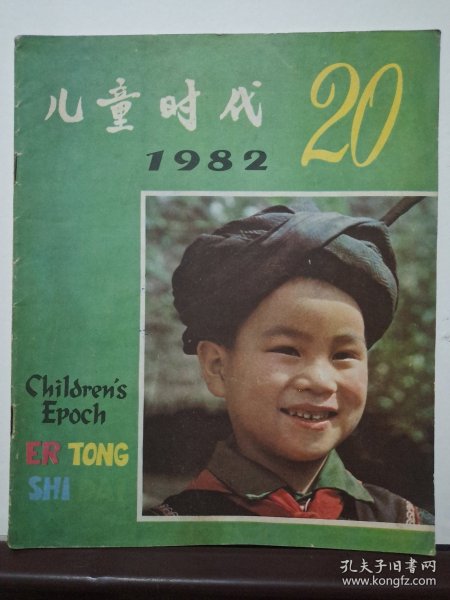 儿童时代
20
1982
Children's
Epoch
ER TONG
SHI DAI
孔夫子旧书网
www.kongfz.com